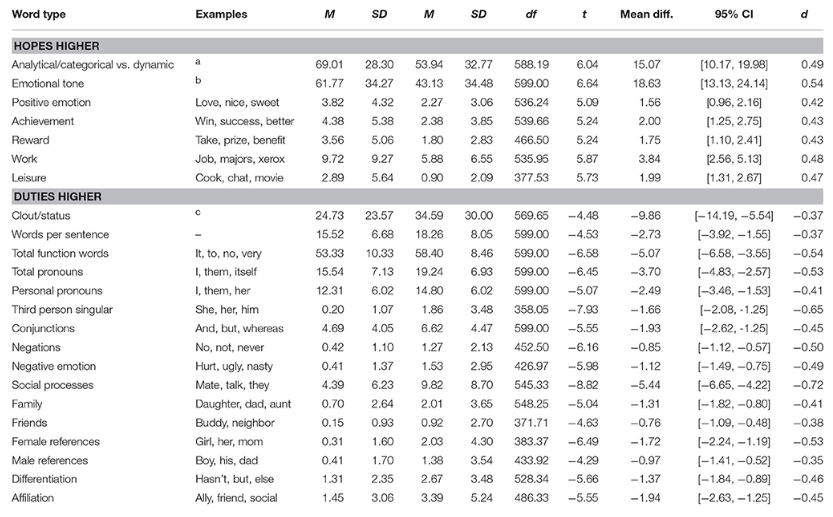 Word type Examples M SD M SD df t Mean diff. 95% CI d
HOPES HIGHER
Analytical/categorical vs. dynamic a 69.01 28.30 53.94 32.77 588.19 6.04 15.07 [10.17, 19.98] 0.49
Emotional tone b 61.77 34.27 43.13 34.48 599.00 6.64 18.63 [13.13, 24.14] 0.54
Positive emotion Love, nice, sweet 3.82 4.32 2.27 3.06 536.24 5.09 1.56 [0.96, 2.16] 0.42
Achievement Win, success, better 4.38 5.38 2.38 3.85 539.66 5.24 2.00 [1.25, 2.75] 0.43
Reward Take, prize, benefit 3.56 5.06 1.80 2.83 466.50 5.24 1.75 [1.10, 2.41] 0.43
Work Job, majors, xerox 9.72 9.27 5.88 6.55 535.95 5.87 3.84 [2.56, 5.13] 0.48
Leisure Cook, chat, movie 2.89 5.64 0.90 2.09 377.53 5.73 1.99 [1.31, 2.67] 0.47
DUTIES HIGHER
Clout/status c 24.73 23.57 34.59 30.00 569.65 −4.48 −9.86 [−14.19, −5.54] −0.37
Words per sentence – 15.52 6.68 18.26 8.05 599.00 −4.53 −2.73 [−3.92, −1.55] −0.37
Total function words It, to, no, very 53.33 10.33 58.40 8.46 599.00 −6.58 −5.07 [−6.58, −3.55] −0.54
Total pronouns I, them, itself 15.54 7.13 19.24 6.93 599.00 −6.45 −3.70 [−4.83, −2.57] −0.53
Personal pronouns I, them, her 12.31 6.02 14.80 6.02 599.00 −5.07 −2.49 [−3.46, −1.53] −0.41
Third person singular She, her, him 0.20 1.07 1.86 3.48 358.05 −7.93 −1.66 [−2.08, -1.25] −0.65
Conjunctions And, but, whereas 4.69 4.05 6.62 4.47 599.00 −5.55 −1.93 [−2.62, -1.25] −0.45
Negations No, not, never 0.42 1.10 1.27 2.13 452.50 −6.16 −0.85 [−1.12, −0.57] −0.50
Negative emotion Hurt, ugly, nasty 0.41 1.37 1.53 2.95 426.97 −5.98 −1.12 [−1.49, −0.75] −0.49
Social processes Mate, talk, they 4.39 6.23 9.82 8.70 545.33 −8.82 −5.44 [−6.65, −4.22] −0.72
Family Daughter, dad, aunt 0.70 2.64 2.01 3.65 548.25 −5.04 −1.31 [−1.82, −0.80] −0.41
Friends Buddy, neighbor 0.15 0.93 0.92 2.70 371.71 −4.63 −0.76 [−1.09, −0.48] −0.38
Female references Girl, her, mom 0.31 1.60 2.03 4.30 383.37 −6.49 −1.72 [−2.24, −1.19] −0.53
Male references Boy, his, dad 0.41 1.70 1.38 3.54 433.92 −4.29 −0.97 [−1.41, −0.52] −0.35
Differentiation Hasn't, but, else 1.31 2.35 2.67 3.48 528.34 −5.66 −1.37 [−1.84, −0.89] −0.46
Affiliation Ally, friend, social 1.45 3.06 3.39 5.24 486.33 −5.55 −1.94 [−2.63, −1.25] −0.45